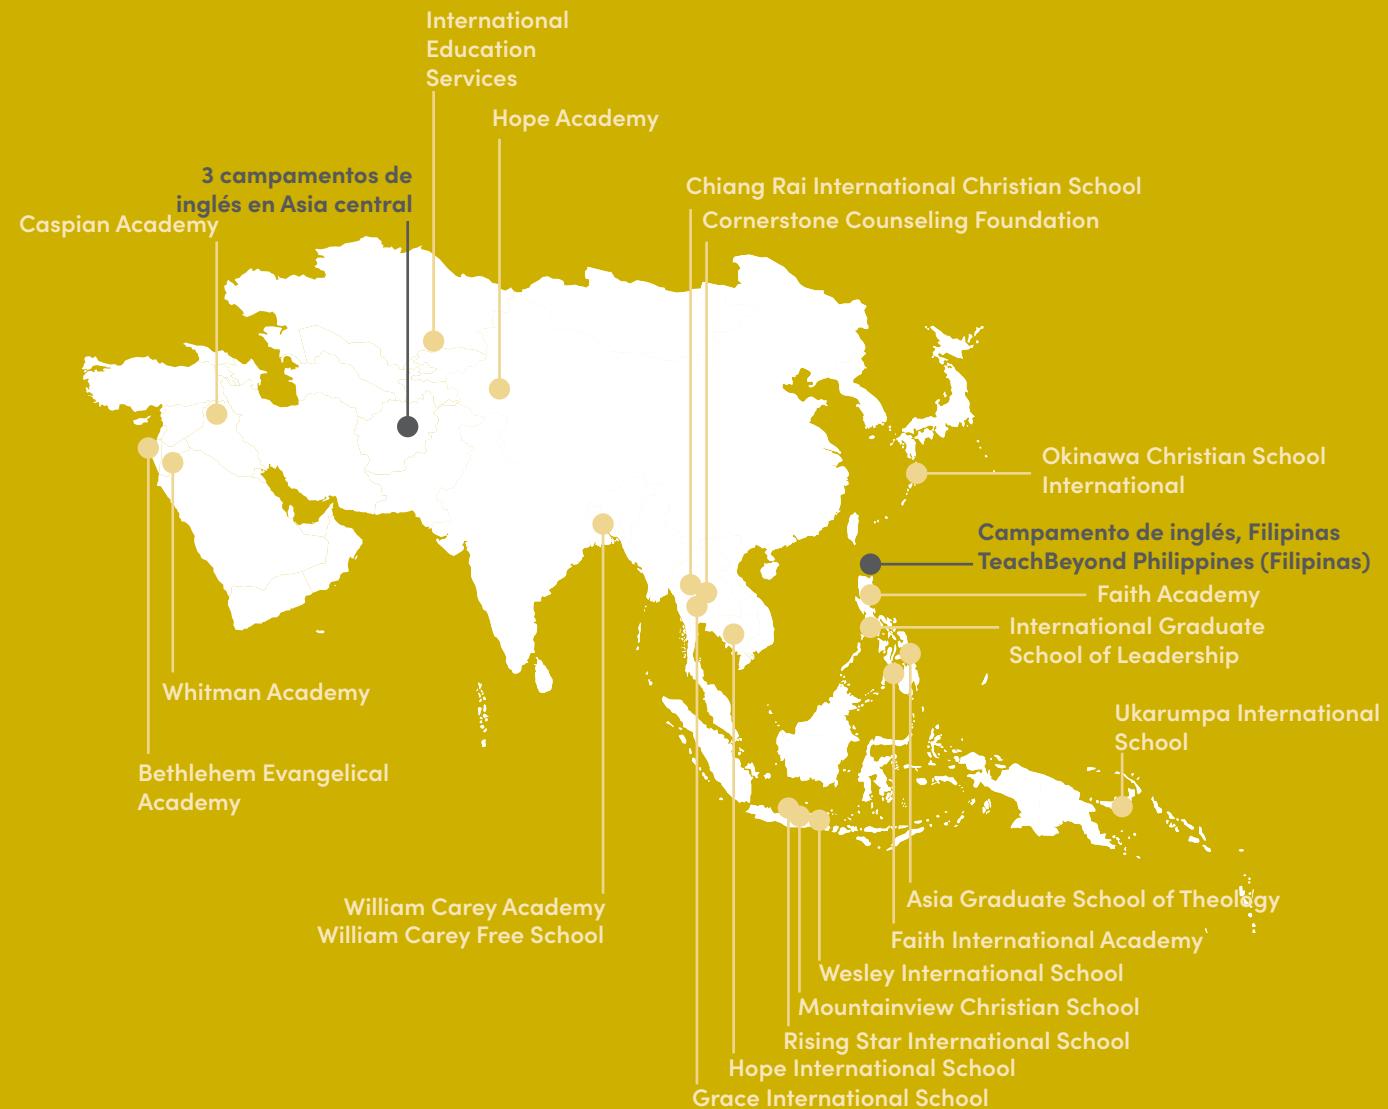 International
Education
Services
Hope Academy
3 campamentos de
inglés en Asia central
Chiang Rai International Christian School
Cornerstone Counseling Foundation
Caspian Academy
Okinawa Christian School
International
Campamento de inglés, Filipinas
TeachBeyond Philippines (Filipinas)
Faith Academy
International Graduate
School of Leadership
Whitman Academy
Ukarumpa International
School
Bethlehem Evangelical
Academy
William Carey Academy
William Carey Free School
Asia Graduate School of Theology
Faith International Academy
Wesley International School
Mountainview Christian School
Rising Star International School
Hope International School
Grace International School